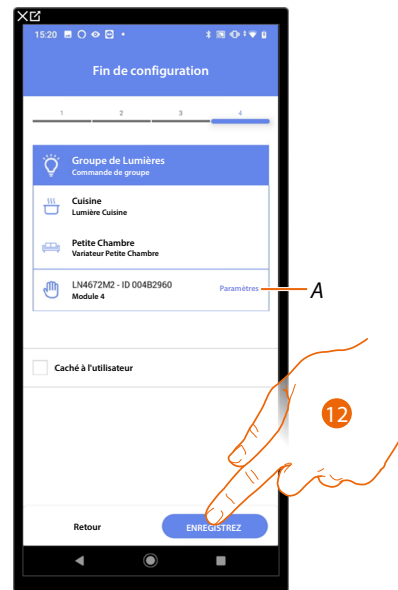 15:20
Fin de configuration
1 2 3 4
Groupe de Lumières
Commande de groupe
Cuisine
Lumière Cuisine
Petite Chambre
Variateur Petite Chambre
LN4672M2 - ID 004B2960
Paramètres
A
Module 4
Caché à l'utilisateur
12
Retour
ENREGISTREZ